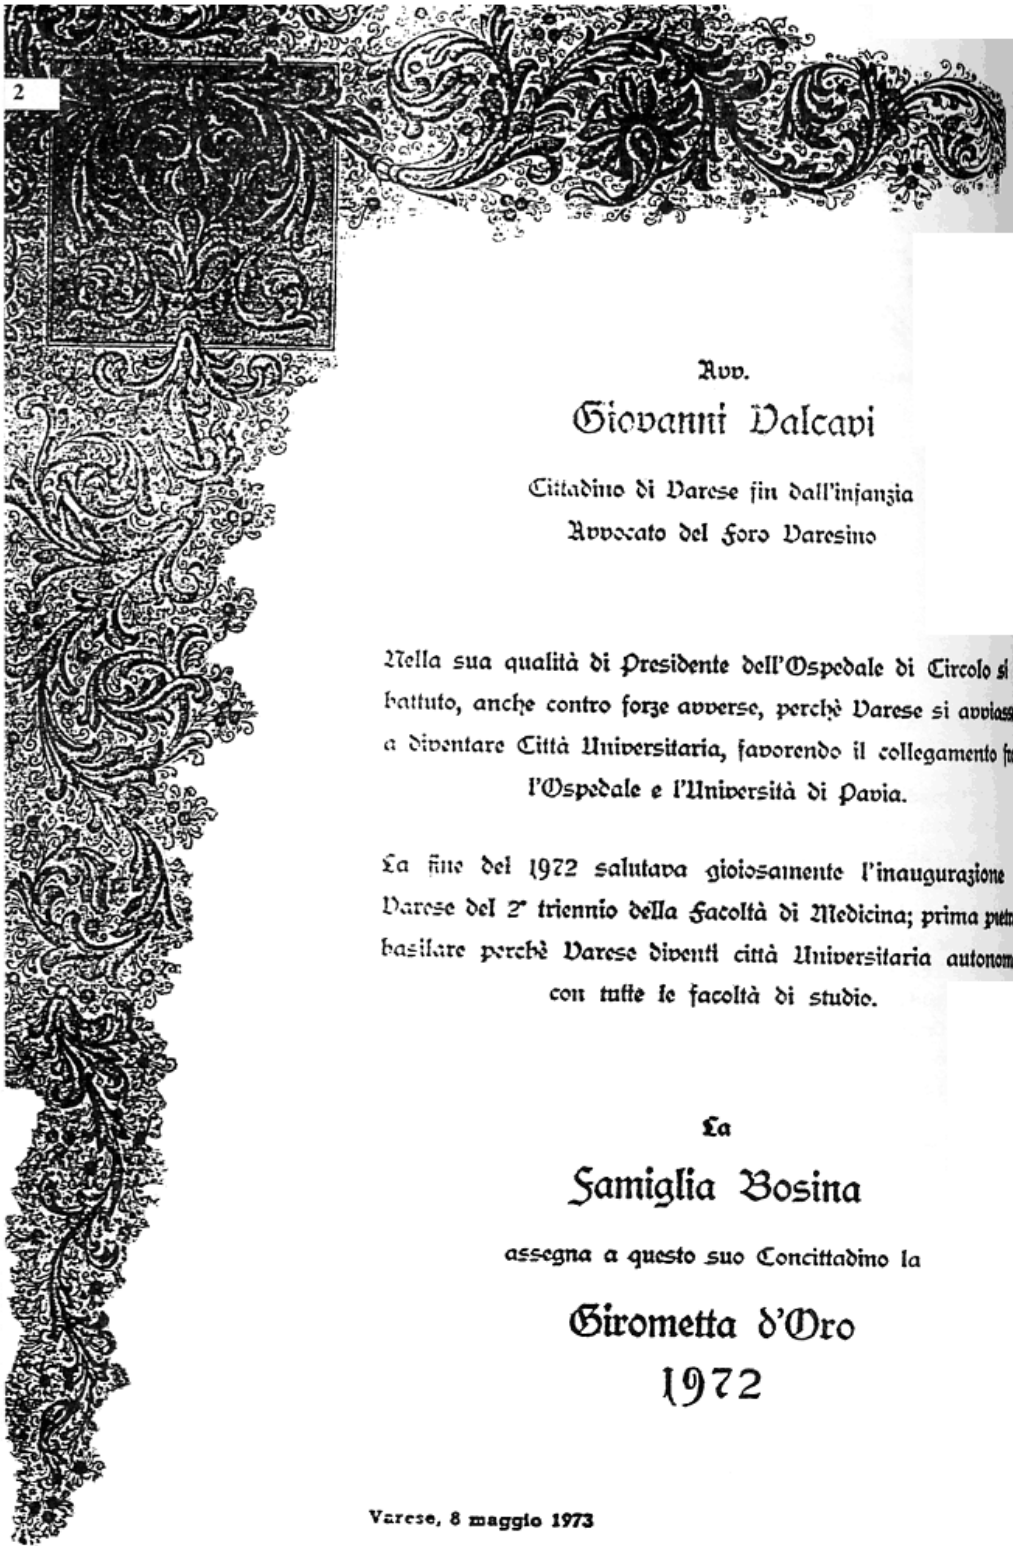 2
Avv.
Giovanni Valcavi
Cittadino di Varese fin dall'infanzia
Avvocato del Foro Varesino
Nella sua qualità di Presidente dell'Ospedale di Circolo si
battuto, anche contro forze avverse, perchè Varese si avviass
a diventare Città Universitaria, favorendo il collegamento fra
l'Ospedale e l'Università di Pavia.
La fine del 1972 salutava gioiosamente l'inaugurazione
Varese del 2° triennio della Facoltà di Medicina; prima pietr
basilare perchè Varese diventi città Universitaria autonom
con tutte le facoltà di studio.
La
Famiglia Bosina
assegna a questo suo Concittadino la
Girometta d'Oro
1972
Varese, 8 maggio 1973